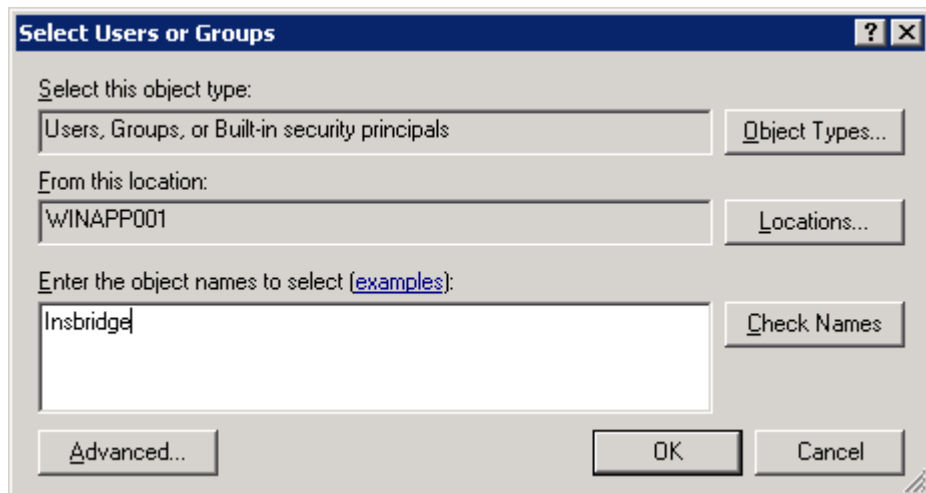 Select Users or Groups
Select this object type:
Users, Groups, or Built-in security principals
Object Types...
From this location:
WINAPP001
Locations...
Enter the object names to select (examples):
Insbridge
Check Names
Advanced...
OK
Cancel